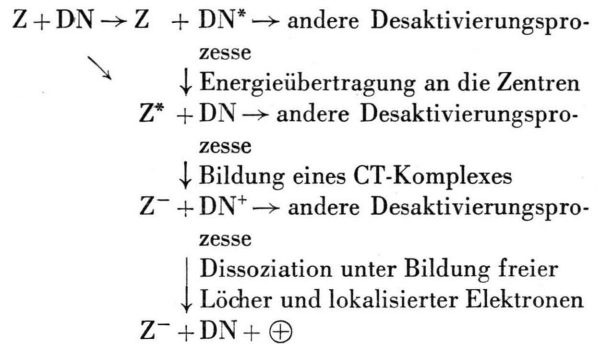 Z + DN → Z + DN* → andere Desaktivierungspro-
zesse
↘ ↓ Energieübertragung an die Zentren
Z* + DN → andere Desaktivierungspro-
zesse
↓ Bildung eines CT-Komplexes
Z⁻ + DN⁺ → andere Desaktivierungspro-
zesse
Dissoziation unter Bildung freier
↓ Löcher und lokalisierter Elektronen
Z⁻ + DN + ⊕